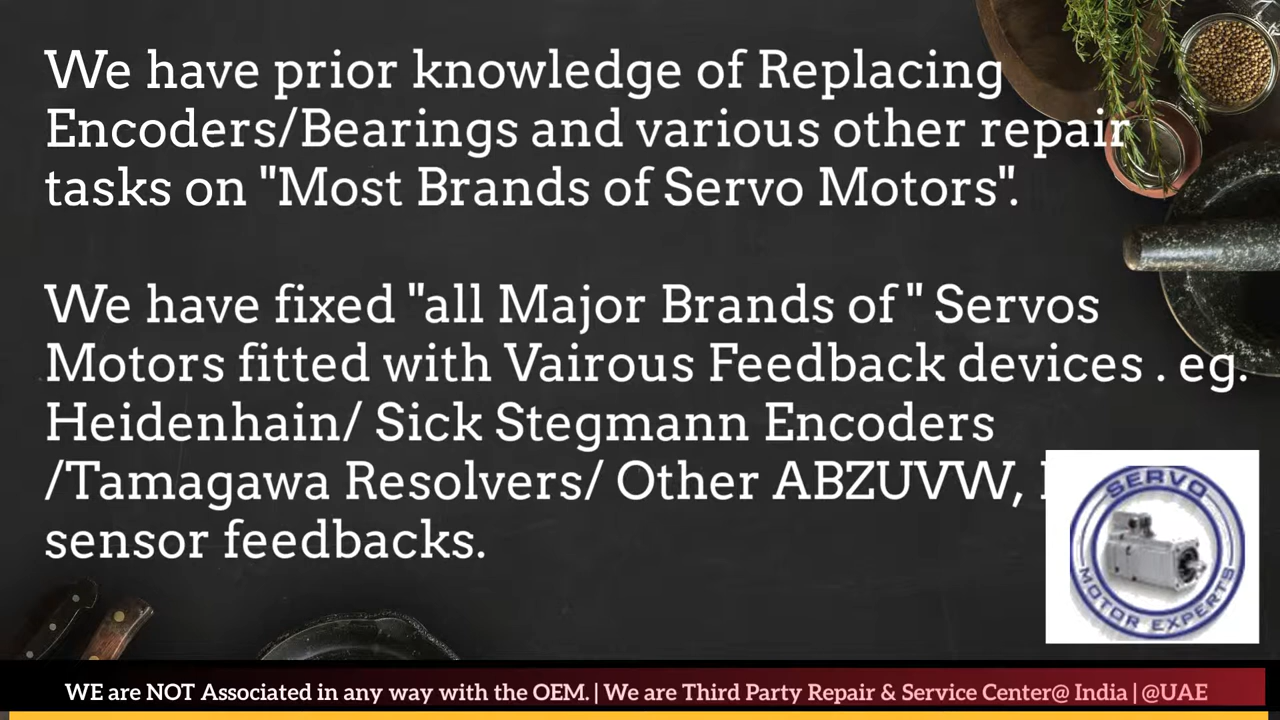 We have prior knowledge of Replacing
Encoders/Bearings and various other repair
tasks on "Most Brands of Servo Motors".
We have fixed "all Major Brands of " Servos
Motors fitted with Vairous Feedback devices . eg.
Heidenhain/ Sick Stegmann Encoders
/Tamagawa Resolvers/ Other ABZUVW,
sensor feedbacks.
SERVO
MOTOR EXPERTS
WE are NOT Associated in any way with the OEM. | We are Third Party Repair & Service Center@ India | @UAE